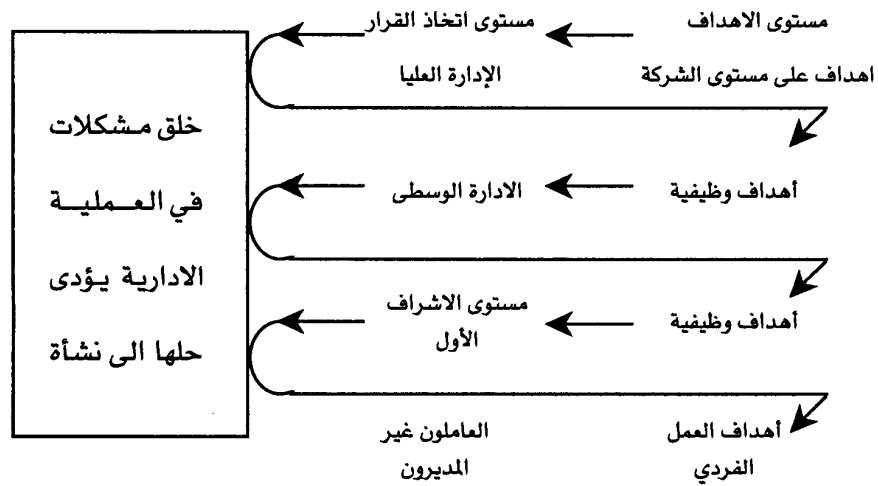 مستوى الاهداف
مستوى اتخاذ القرار
اهداف على مستوى الشركة
الإدارة العليا
أهداف وظيفية
الادارة الوسطى
أهداف وظيفية
مستوى الاشراف
الأول
أهداف العمل
الفردي
العاملون غير
المديرون
خلق مشكلات
في العملية
الادارية يؤدى
حلها الى نشأة